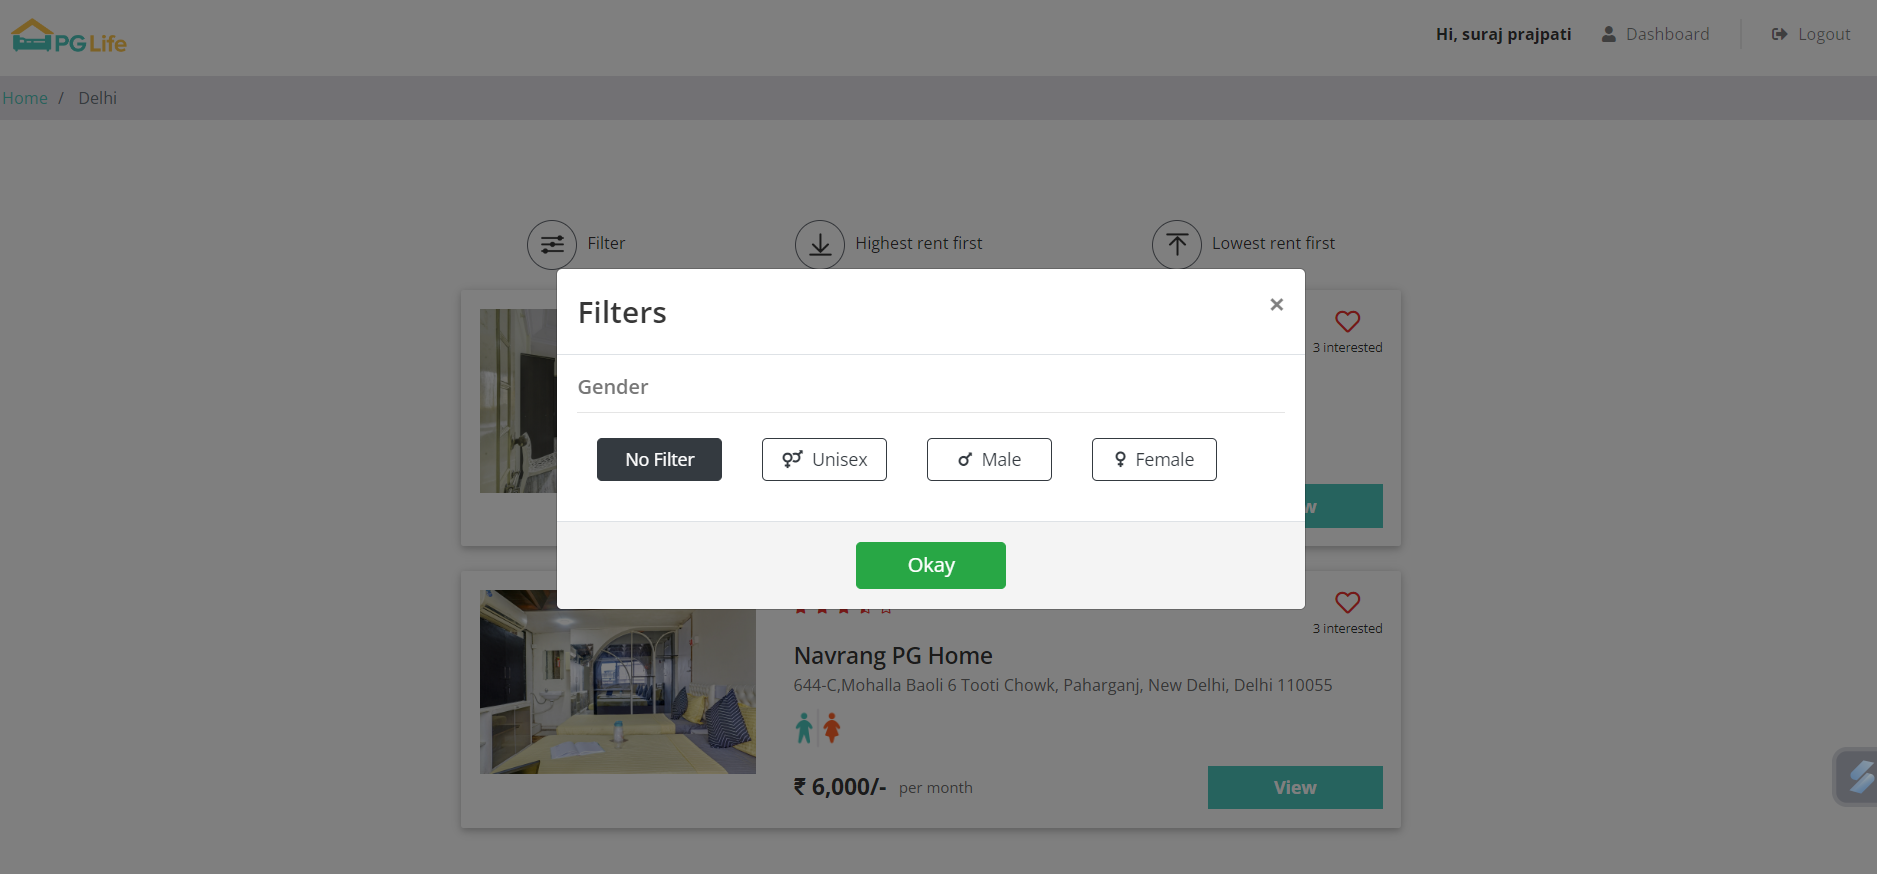 PG Life
Hi, suraj prajpati
Dashboard
Logout
Home / Delhi
Filter
Highest rent first
Lowest rent first
Filters
×
3 interested
Gender
No Filter
Unisex
Male
Female
Okay
3 interested
Navrang PG Home
644-C,Mohalla Baoli 6 Tooti Chowk, Paharganj, New Delhi, Delhi 110055
₹ 6,000/- per month
View